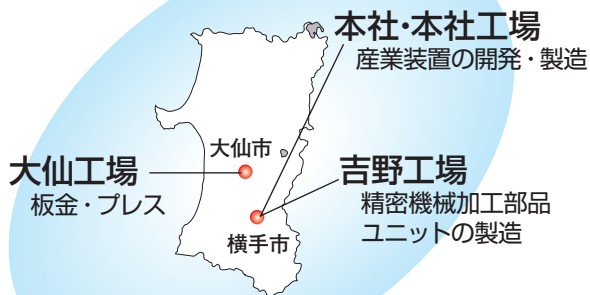 本社・本社工場
産業装置の開発・製造
大仙市
大仙工場
板金・プレス
吉野工場
精密機械加工部品
ユニットの製造
横手市